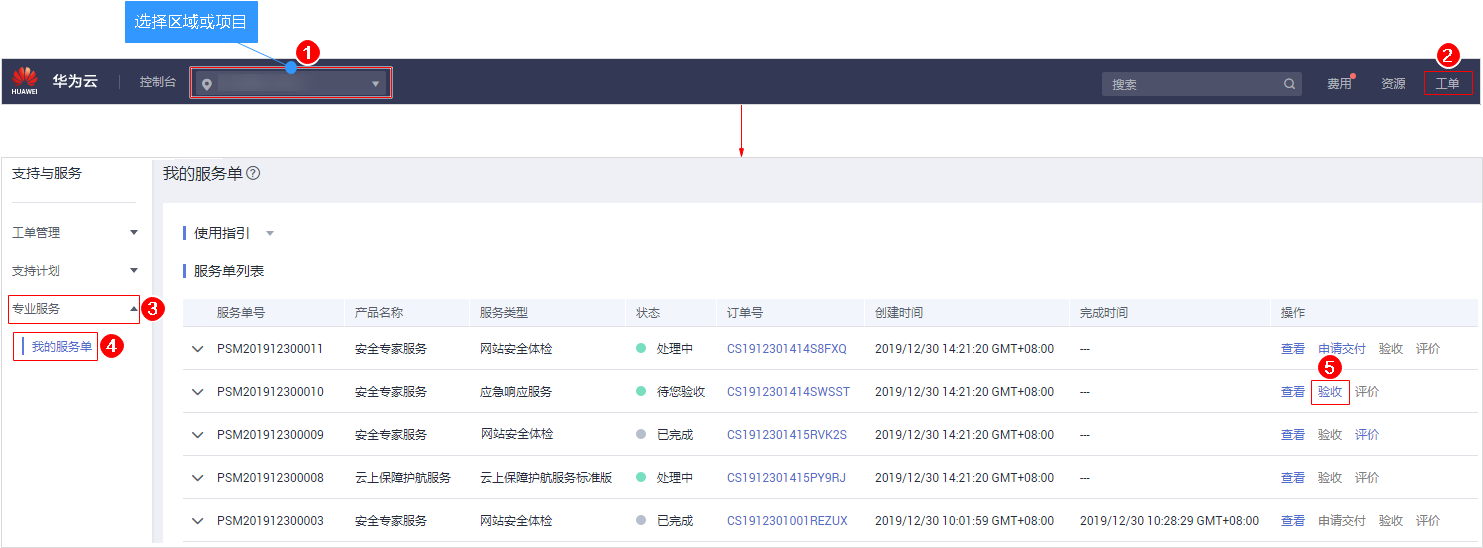 选择区域或项目
1
2
HUAWEI 华为云 控制台 搜索 费用 资源 工单
支持与服务
工单管理
支持计划
专业服务 3
我的服务单 4
我的服务单?
使用指引
服务单列表
服务单号 产品名称 服务类型 状态 订单号 创建时间 完成时间 操作
PSM201912300011 安全专家服务 网站安全体检 处理中 CS1912301414S8FXQ 2019/12/30 14:21:20 GMT+08:00 --- 查看 申请交付 验收 评价
5
PSM201912300010 安全专家服务 应急响应服务 待您验收 CS1912301414SWSST 2019/12/30 14:21:20 GMT+08:00 --- 查看 验收 评价
PSM201912300009 安全专家服务 网站安全体检 已完成 CS1912301415RVK2S 2019/12/30 14:21:20 GMT+08:00 --- 查看 验收 评价
PSM201912300008 云上保障护航服务 云上保障护航服务标准版 处理中 CS1912301415PY9RJ 2019/12/30 14:21:20 GMT+08:00 --- 查看 验收 评价
PSM201912300003 安全专家服务 网站安全体检 已完成 CS1912301001REZUX 2019/12/30 10:01:59 GMT+08:00 2019/12/30 10:28:29 GMT+08:00 查看 申请交付 验收 评价